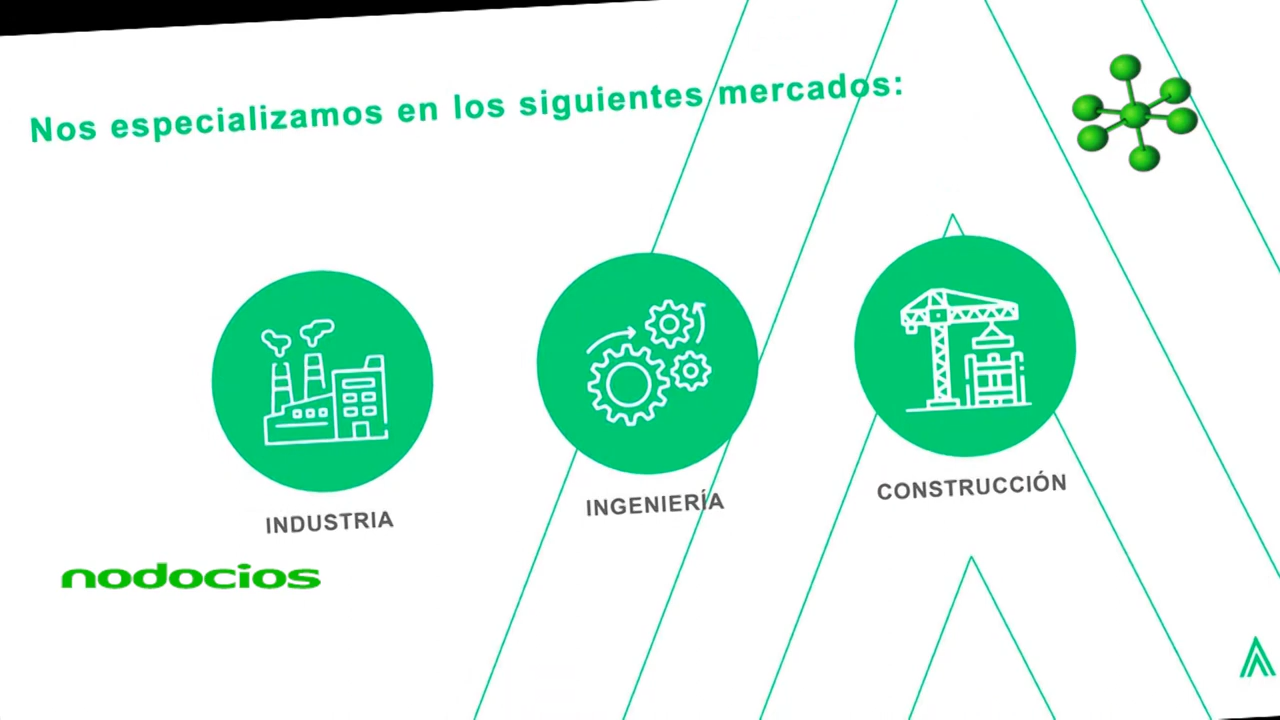 Nos especializamos en los siguientes mercados:
INDUSTRIA
INGENIERÍA
CONSTRUCCIÓN
nodocios